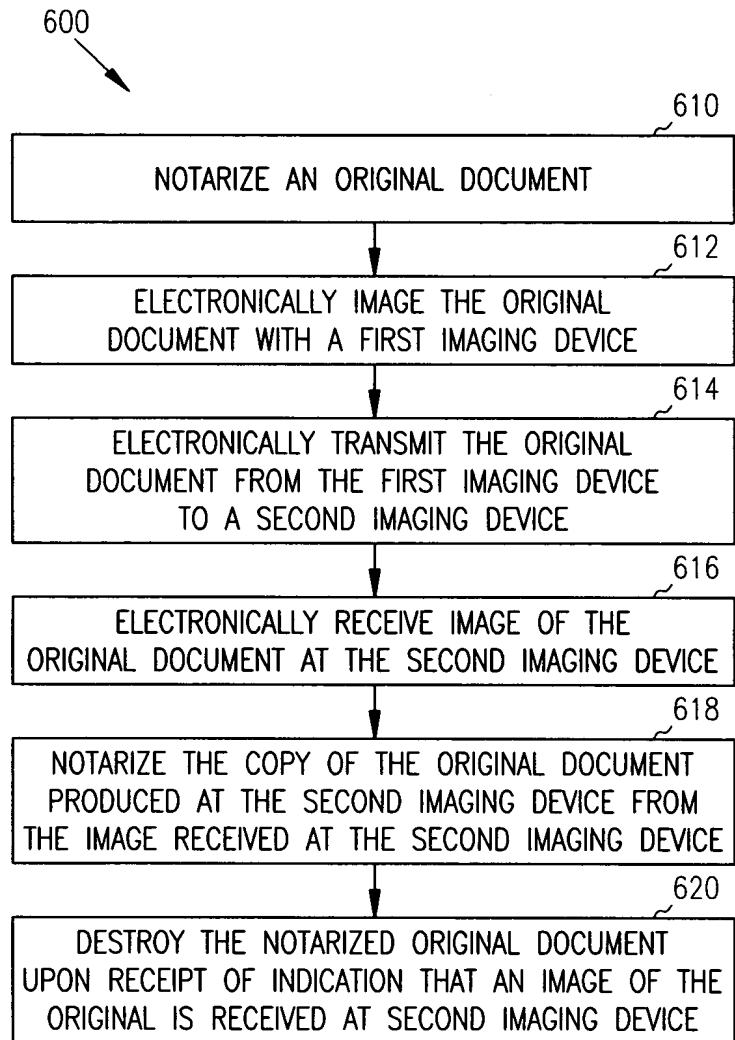 600
610
NOTARIZE AN ORIGINAL DOCUMENT
612
ELECTRONICALLY IMAGE THE ORIGINAL
DOCUMENT WITH A FIRST IMAGING DEVICE
614
ELECTRONICALLY TRANSMIT THE ORIGINAL
DOCUMENT FROM THE FIRST IMAGING DEVICE
TO A SECOND IMAGING DEVICE
616
ELECTRONICALLY RECEIVE IMAGE OF THE
ORIGINAL DOCUMENT AT THE SECOND IMAGING DEVICE
618
NOTARIZE THE COPY OF THE ORIGINAL DOCUMENT
PRODUCED AT THE SECOND IMAGING DEVICE FROM
THE IMAGE RECEIVED AT THE SECOND IMAGING DEVICE
620
DESTROY THE NOTARIZED ORIGINAL DOCUMENT
UPON RECEIPT OF INDICATION THAT AN IMAGE OF THE
ORIGINAL IS RECEIVED AT SECOND IMAGING DEVICE